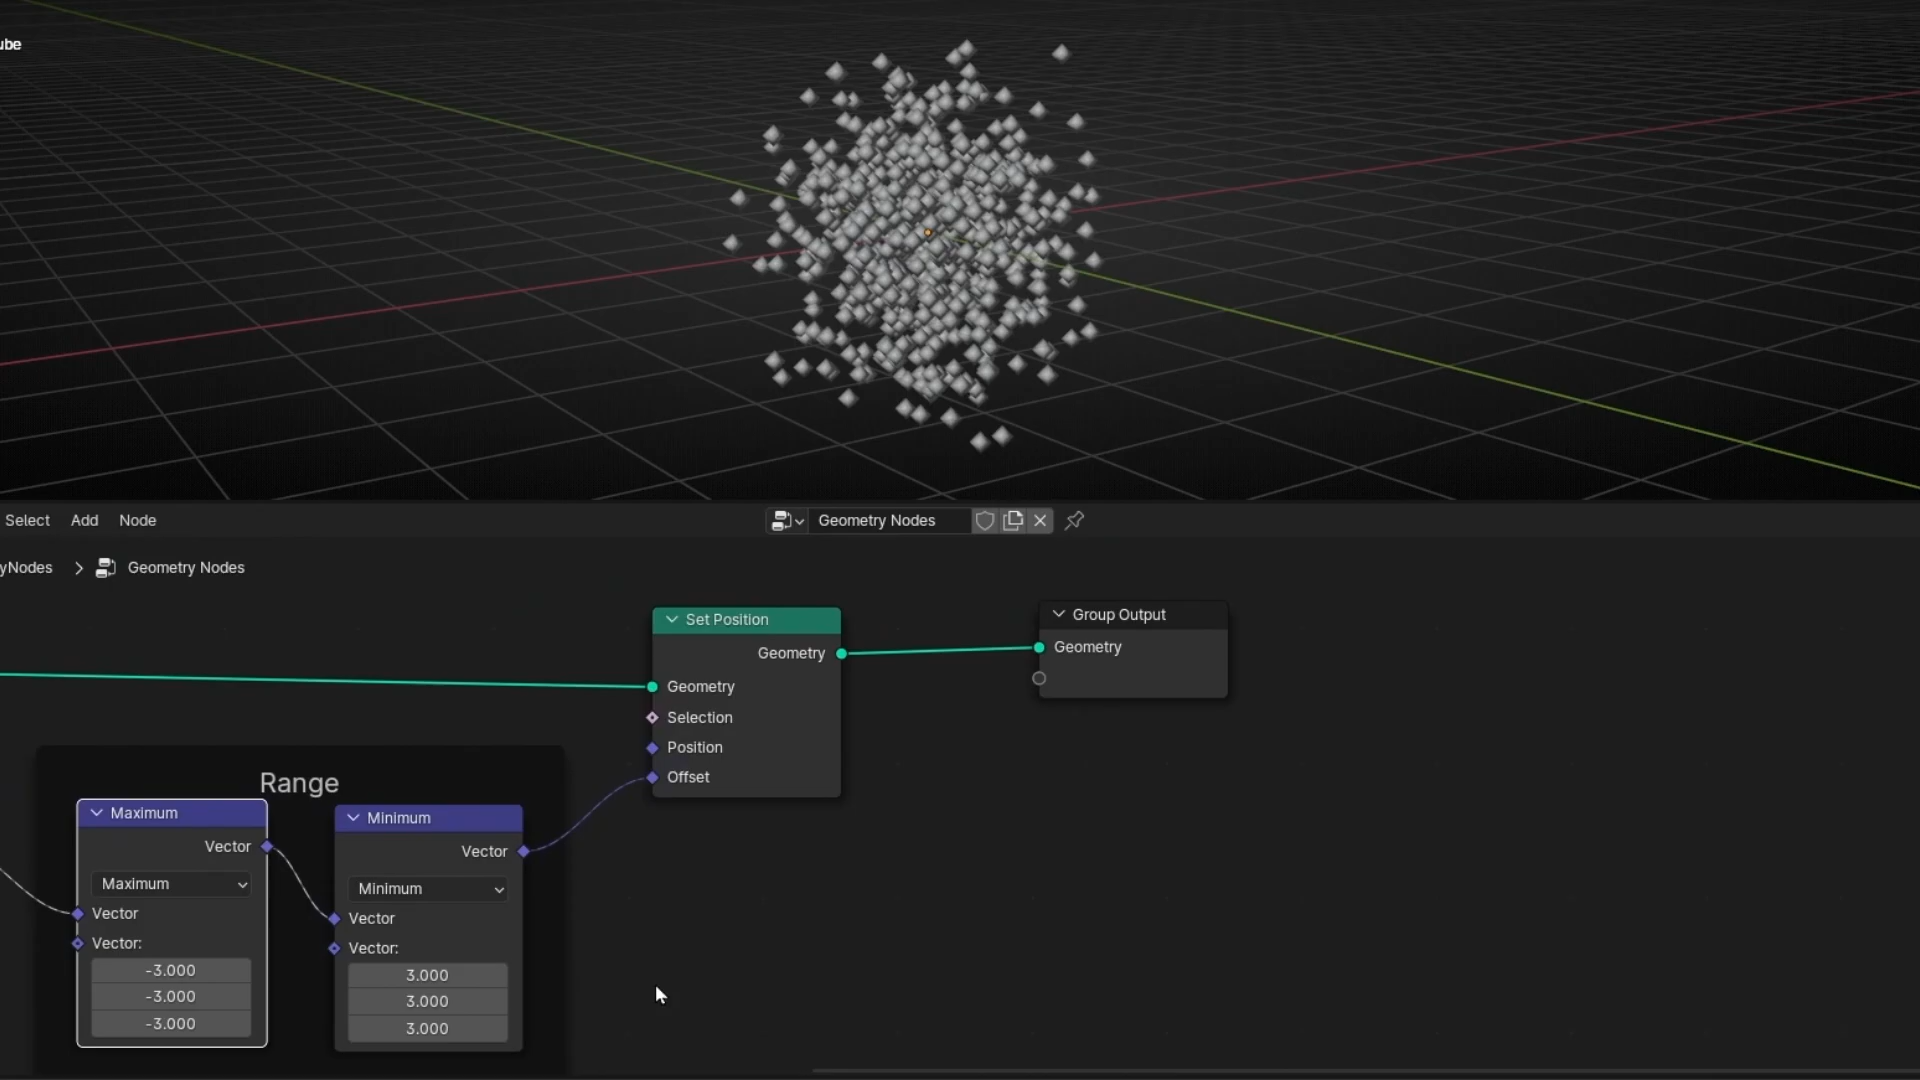 ube
Select Add Node
Geometry Nodes
yNodes > Geometry Nodes
Set Position
Geometry
Geometry
Selection
Position
Offset
Group Output
Geometry
Range
Maximum
Vector
Maximum
Vector
Vector:
-3.000
-3.000
-3.000
Minimum
Vector
Minimum
Vector
Vector:
3.000
3.000
3.000